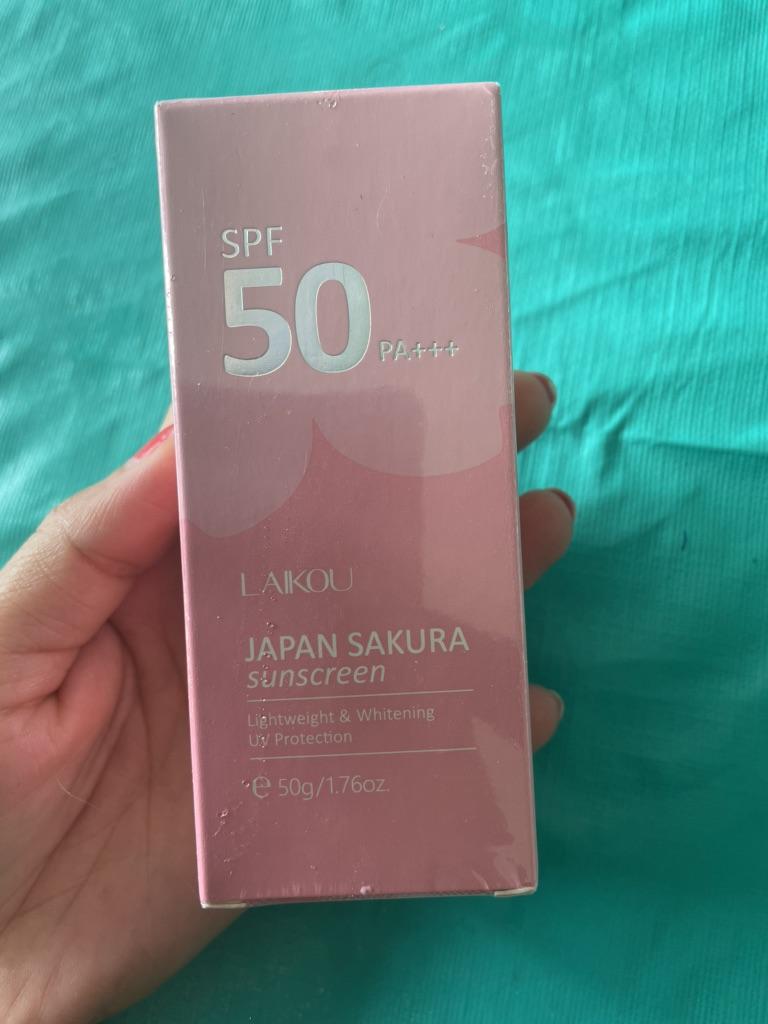 SPF
50 PA+++
LAIKOU
JAPAN SAKURA
sunscreen
Lightweight & Whitening
UV Protection
℮ 50g/1.76oz.